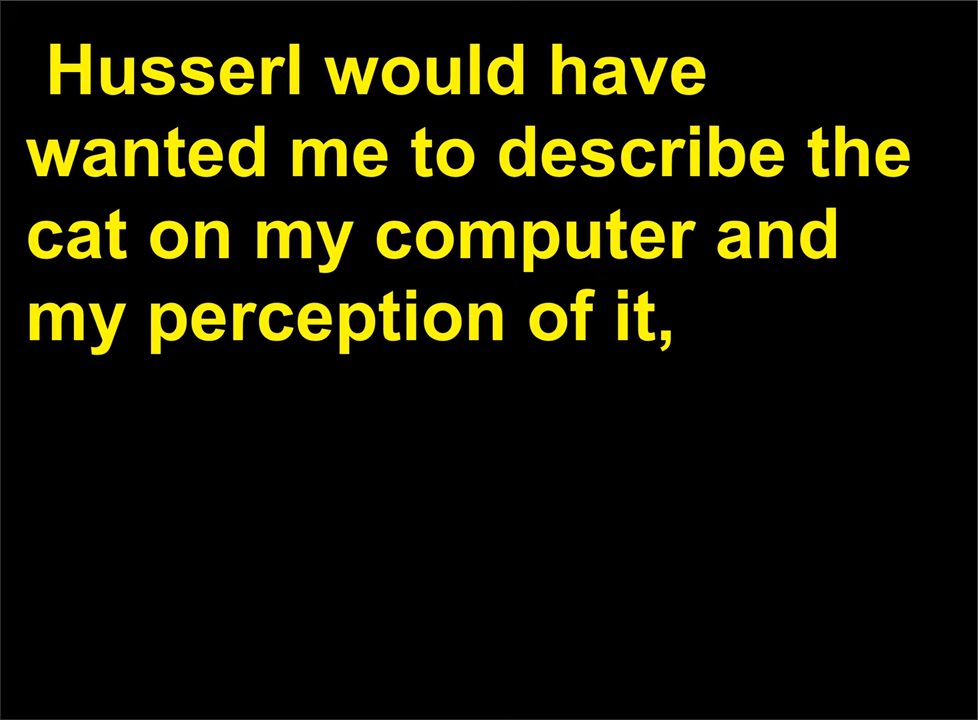 Husserl would have
wanted me to describe the
cat on my computer and
my perception of it,